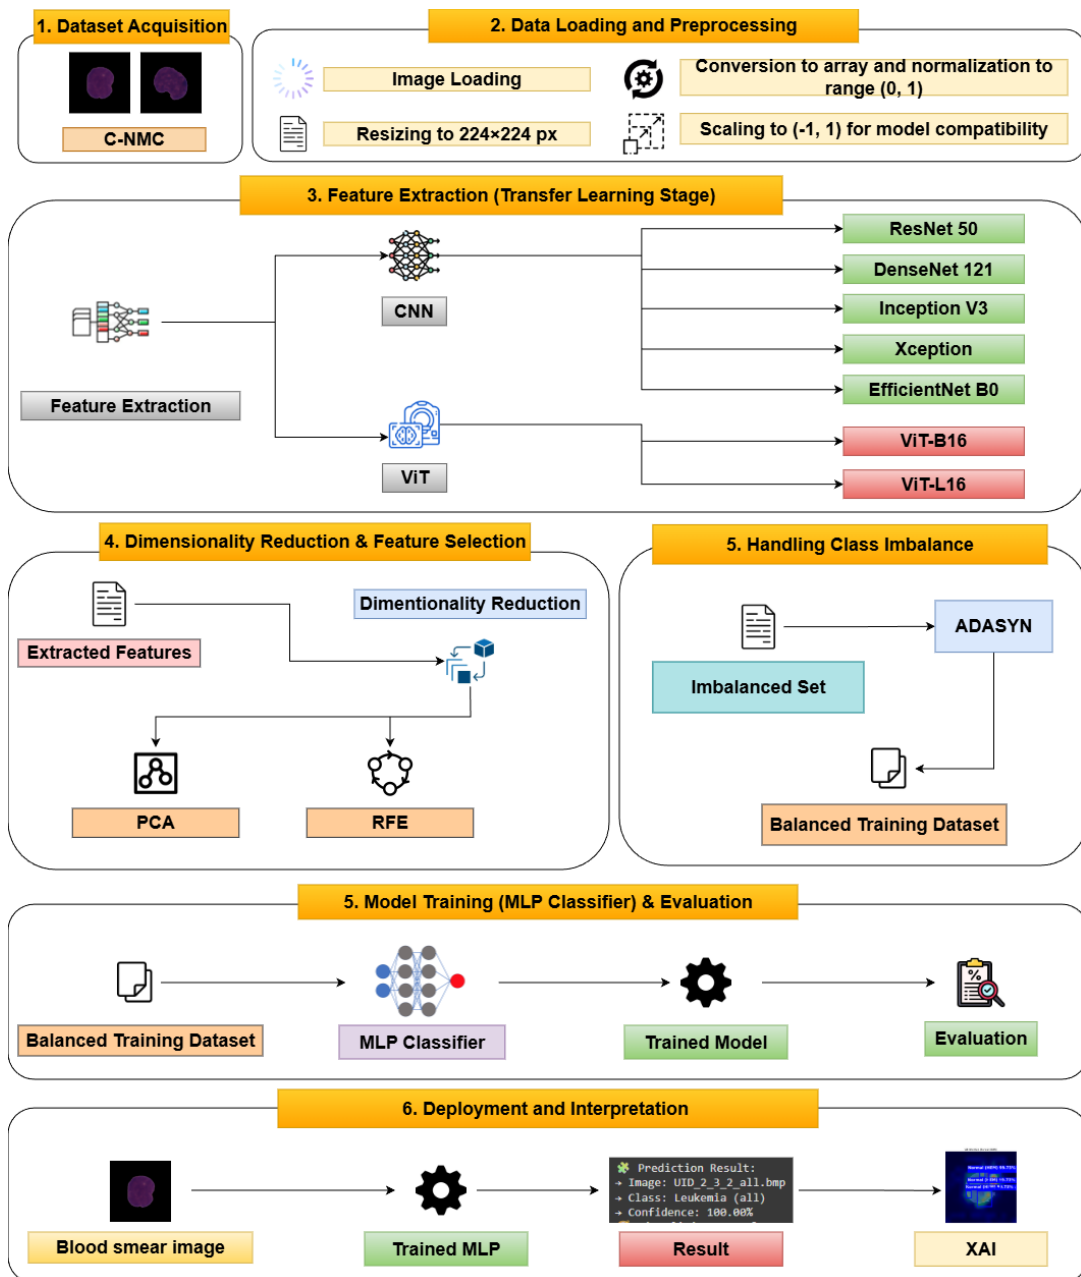 1. Dataset Acquisition
C-NMC
2. Data Loading and Preprocessing
Image Loading
Conversion to array and normalization to
range (0, 1)
Resizing to 224×224 px
Scaling to (-1, 1) for model compatibility
3. Feature Extraction (Transfer Learning Stage)
Feature Extraction
CNN
ResNet 50
DenseNet 121
Inception V3
Xception
EfficientNet B0
ViT
ViT-B16
ViT-L16
4. Dimensionality Reduction & Feature Selection
Extracted Features
Dimentionality Reduction
PCA
RFE
5. Handling Class Imbalance
Imbalanced Set
ADASYN
Balanced Training Dataset
5. Model Training (MLP Classifier) & Evaluation
Balanced Training Dataset
MLP Classifier
Trained Model
%
Evaluation
6. Deployment and Interpretation
Blood smear image
Trained MLP
Prediction Result:
→ Image: UID_2_3_2_all.bmp
→ Class: Leukemia (all)
→ Confidence: 100.00%
Result
XAI